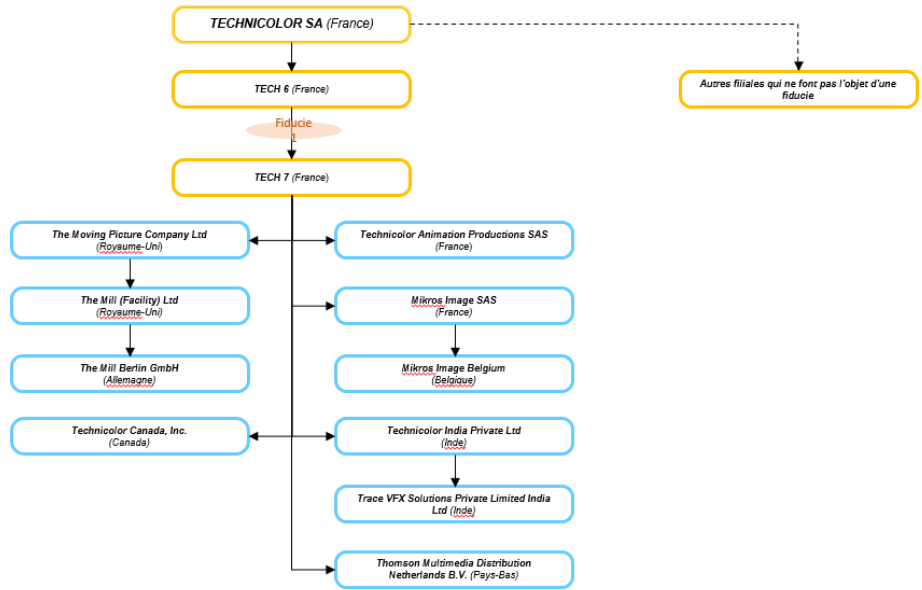 TECHNICOLOR SA (France)
TECH 6 (France)
Autres filiales qui ne font pas l'objet d'une
fiducie
Fiducie
1
TECH 7 (France)
The Moving Picture Company Ltd
(Royaume-Uni)
Technicolor Animation Productions SAS
(France)
The Mill (Facility) Ltd
(Royaume-Uni)
Mikros Image SAS
(France)
The Mill Berlin GmbH
(Allemagne)
Mikros Image Belgium
(Belgique)
Technicolor Canada, Inc.
(Canada)
Technicolor India Private Ltd
(Inde)
Trace VFX Solutions Private Limited India
Ltd (Inde)
Thomson Multimedia Distribution
Netherlands B.V. (Pays-Bas)